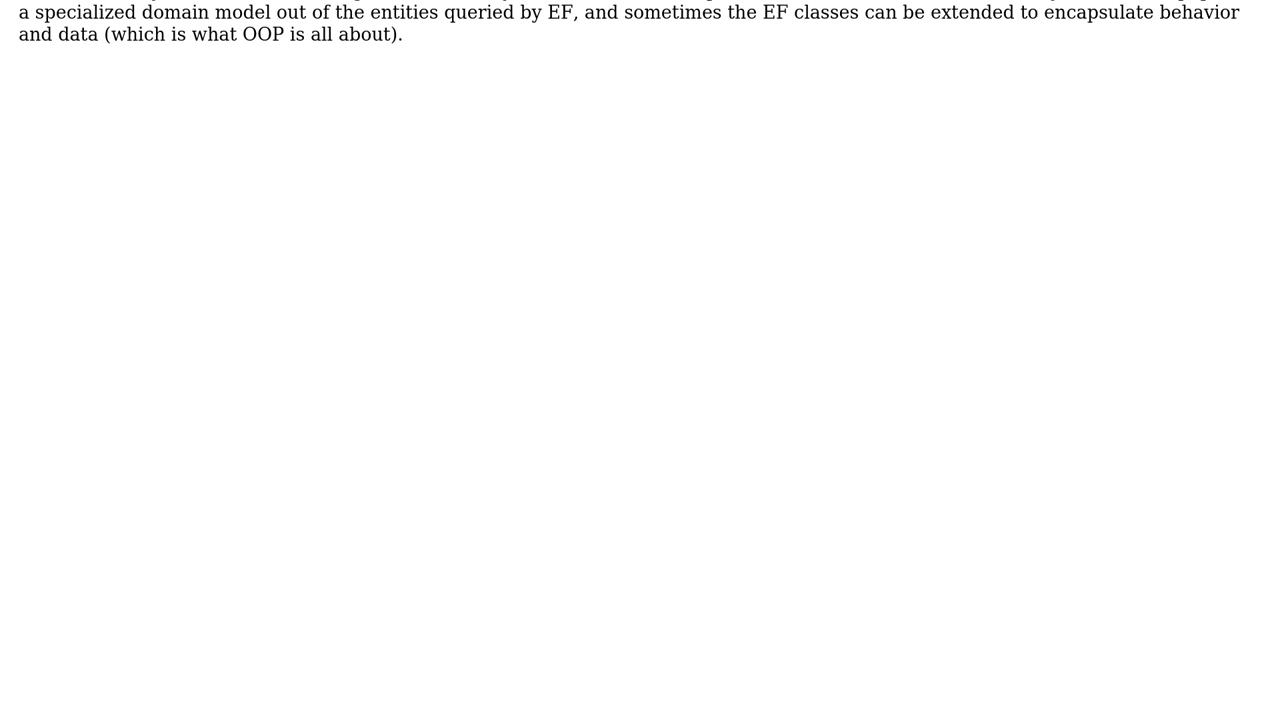 a specialized domain model out of the entities queried by EF, and sometimes the EF classes can be extended to encapsulate behavior
and data (which is what OOP is all about).